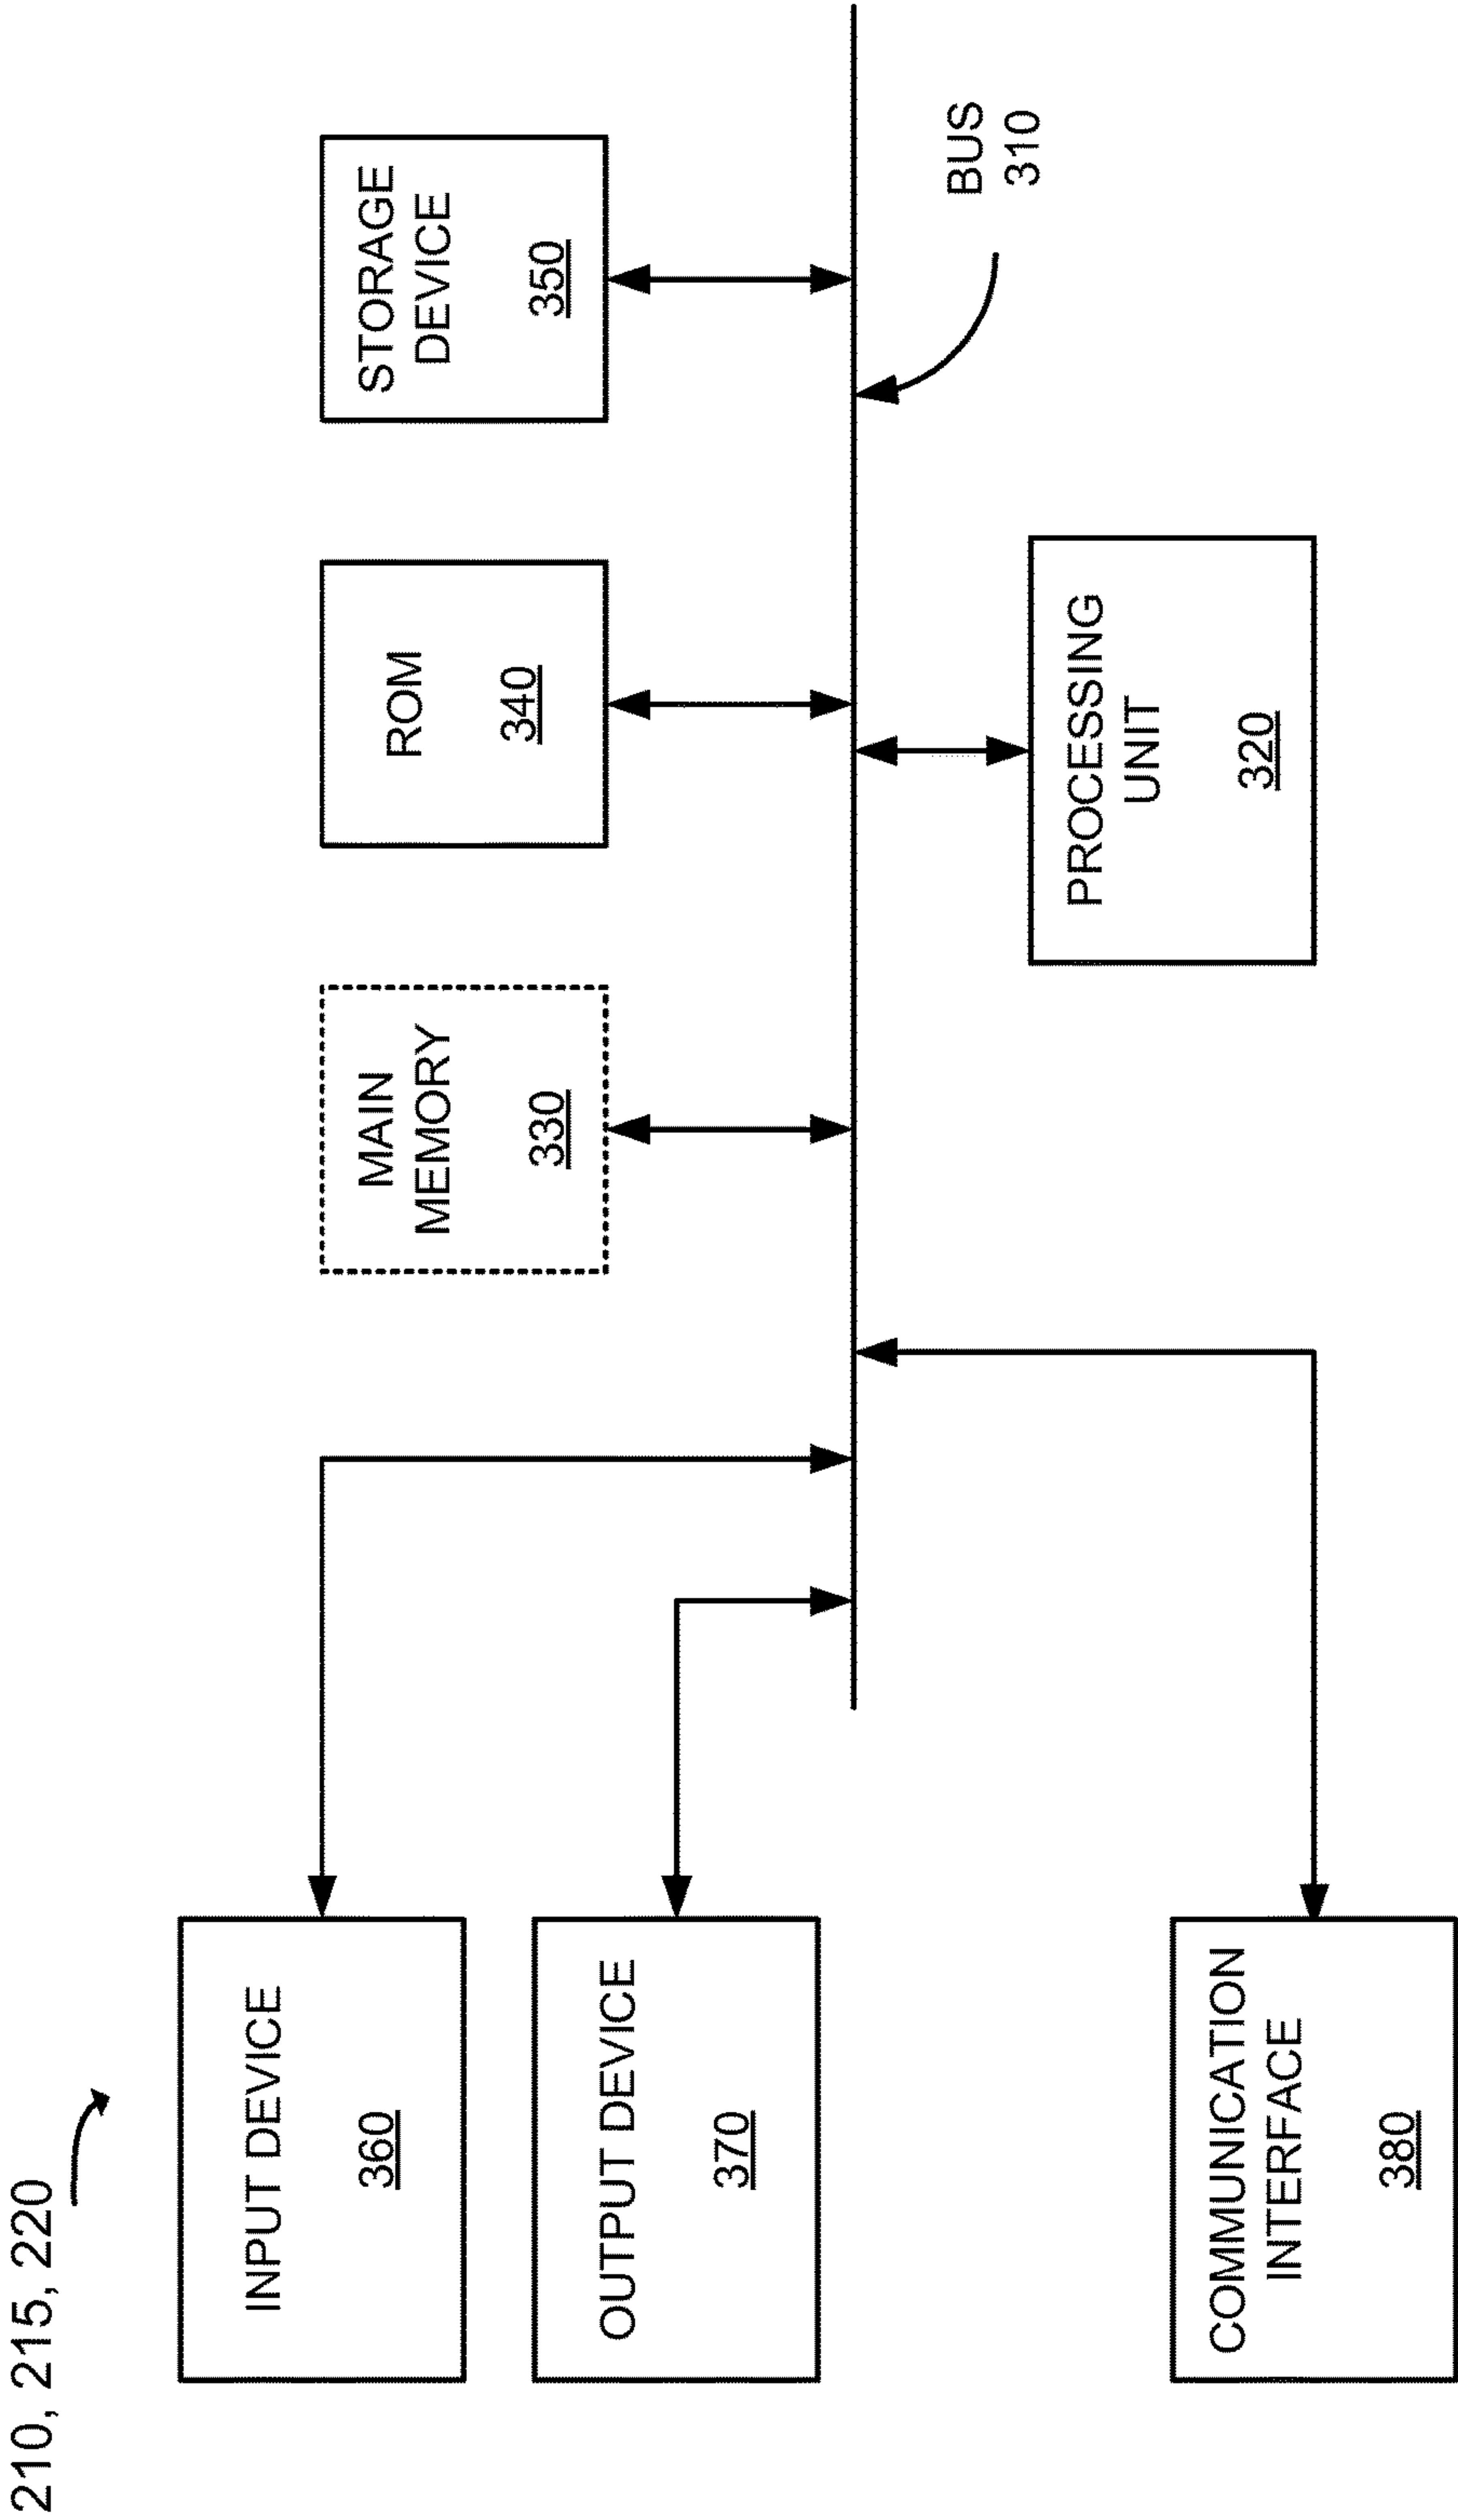 210, 215, 220
INPUT DEVICE
360
OUTPUT DEVICE
370
COMMUNICATION
INTERFACE
380
MAIN
MEMORY
330
ROM
340
STORAGE
DEVICE
350
PROCESSING
UNIT
320
BUS
310